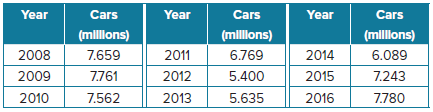 Year Cars (millions) Year Cars (millions) Year Cars (millions)
2008 7.659 2011 6.769 2014 6.089
2009 7.761 2012 5.400 2015 7.243
2010 7.562 2013 5.635 2016 7.780